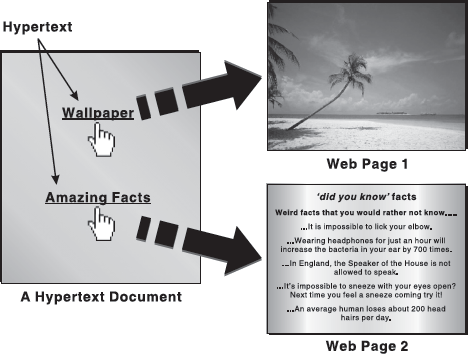 Hypertext
Wallpaper
Amazing Facts
A Hypertext Document
Web Page 1
'did you know' facts
Weird facts that you would rather not know....
...It is impossible to lick your elbow.
...Wearing headphones for just an hour will
increase the bacteria in your ear by 700 times.
...In England, the Speaker of the House is not
allowed to speak.
...It's impossible to sneeze with your eyes open?
Next time you feel a sneeze coming try it!
...An average human loses about 200 head
hairs per day.
Web Page 2